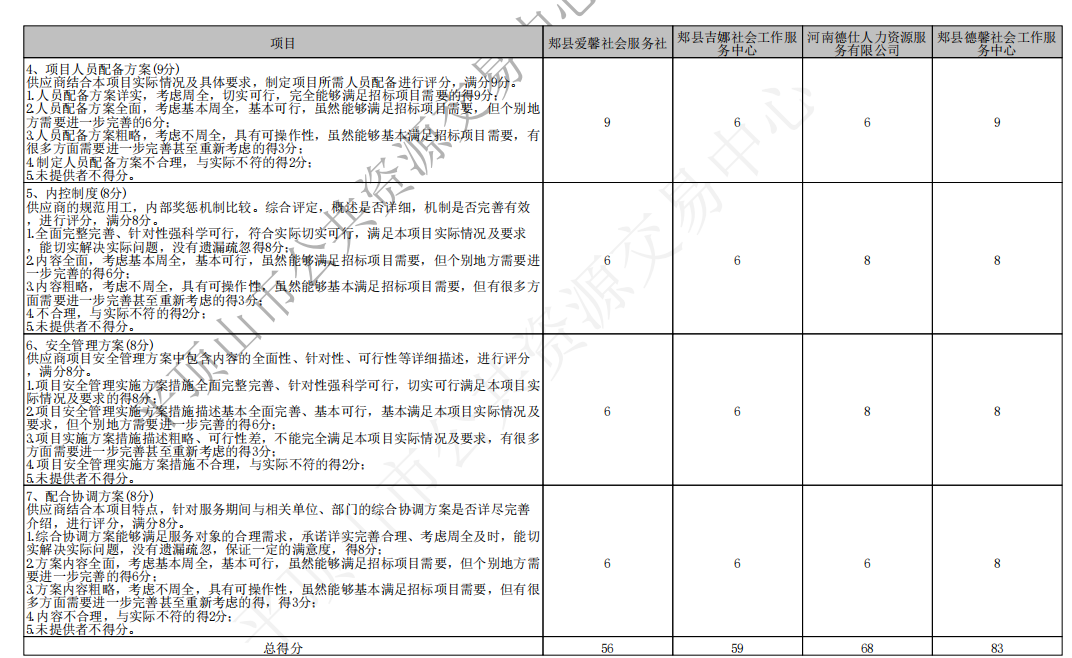 项目
郏县爱馨社会服务社
郏县吉娜社会工作服
务中心
河南德仕人力资源服
务有限公司
郏县德馨社会工作服
务中心
4、项目人员配备方案(9分)
供应商结合本项目实际情况及具体要求，制定项目所需人员配备进行评分，满分9分。
1.人员配备方案详实，考虑周全，切实可行，完全能够满足招标项目需要的得9分；
2.人员配备方案全面，考虑基本周全，基本可行，虽然能够满足招标项目需要，但个别地
方需要进一步完善的6分；
3.人员配备方案粗略，考虑不周全，具有可操作性，虽然能够基本满足招标项目需要，有
很多方面需要进一步完善甚至重新考虑的得3分；
4.制定人员配备方案不合理，与实际不符的得2分；
5.未提供者不得分。
9
6
6
9
5、内控制度(8分)
供应商的规范用工，内部奖惩机制比较。综合评定，概述是否详细，机制是否完善有效
，进行评分，满分8分。
1.全面完整完善、针对性强科学可行，符合实际切实可行，满足本项目实际情况及要求
，能切实解决实际问题，没有遗漏疏忽得8分；
2.内容全面，考虑基本周全，基本可行，虽然能够满足招标项目需要，但个别地方需要进
一步完善的得6分；
3.内容粗略，考虑不周全，具有可操作性，虽然能够基本满足招标项目需要，但有很多方
面需要进一步完善甚至重新考虑的得3分；
4.不合理，与实际不符的得2分；
5.未提供者不得分。
6
6
8
8
6、安全管理方案(8分)
供应商项目安全管理方案中包含内容的全面性、针对性、可行性等详细描述，进行评分
，满分8分。
1.项目安全管理实施方案措施全面完整完善、针对性强科学可行，切实可行满足本项目实
际情况及要求的得8分；
2.项目安全管理实施方案措施描述基本全面完善、基本可行，基本满足本项目实际情况及
要求，但个别地方需要进一步完善的得6分；
3.项目实施方案措施描述粗略、可行性差，不能完全满足本项目实际情况及要求，有很多
方面需要进一步完善甚至重新考虑的得3分；
4.项目安全管理实施方案措施不合理，与实际不符的得2分；
5.未提供者不得分。
6
6
8
8
7、配合协调方案(8分)
供应商结合本项目特点，针对服务期间与相关单位、部门的综合协调方案是否详尽完善
介绍，进行评分，满分8分。
1.综合协调方案能够满足服务对象的合理需求，承诺详实完善合理、考虑周全及时，能切
实解决实际问题，没有遗漏疏忽，保证一定的满意度，得8分；
2.方案内容全面，考虑基本周全，基本可行，虽然能够满足招标项目需要，但个别地方需
要进一步完善的得6分；
3.方案内容粗略，考虑不周全，具有可操作性，虽然能够基本满足招标项目需要，但有很
多方面需要进一步完善甚至重新考虑的得，得3分；
4.内容不合理，与实际不符的得2分；
5.未提供者不得分。
6
6
6
8
总得分
56
59
68
83
平顶山市公共资源交易中心
平顶山市公共资源交易中心